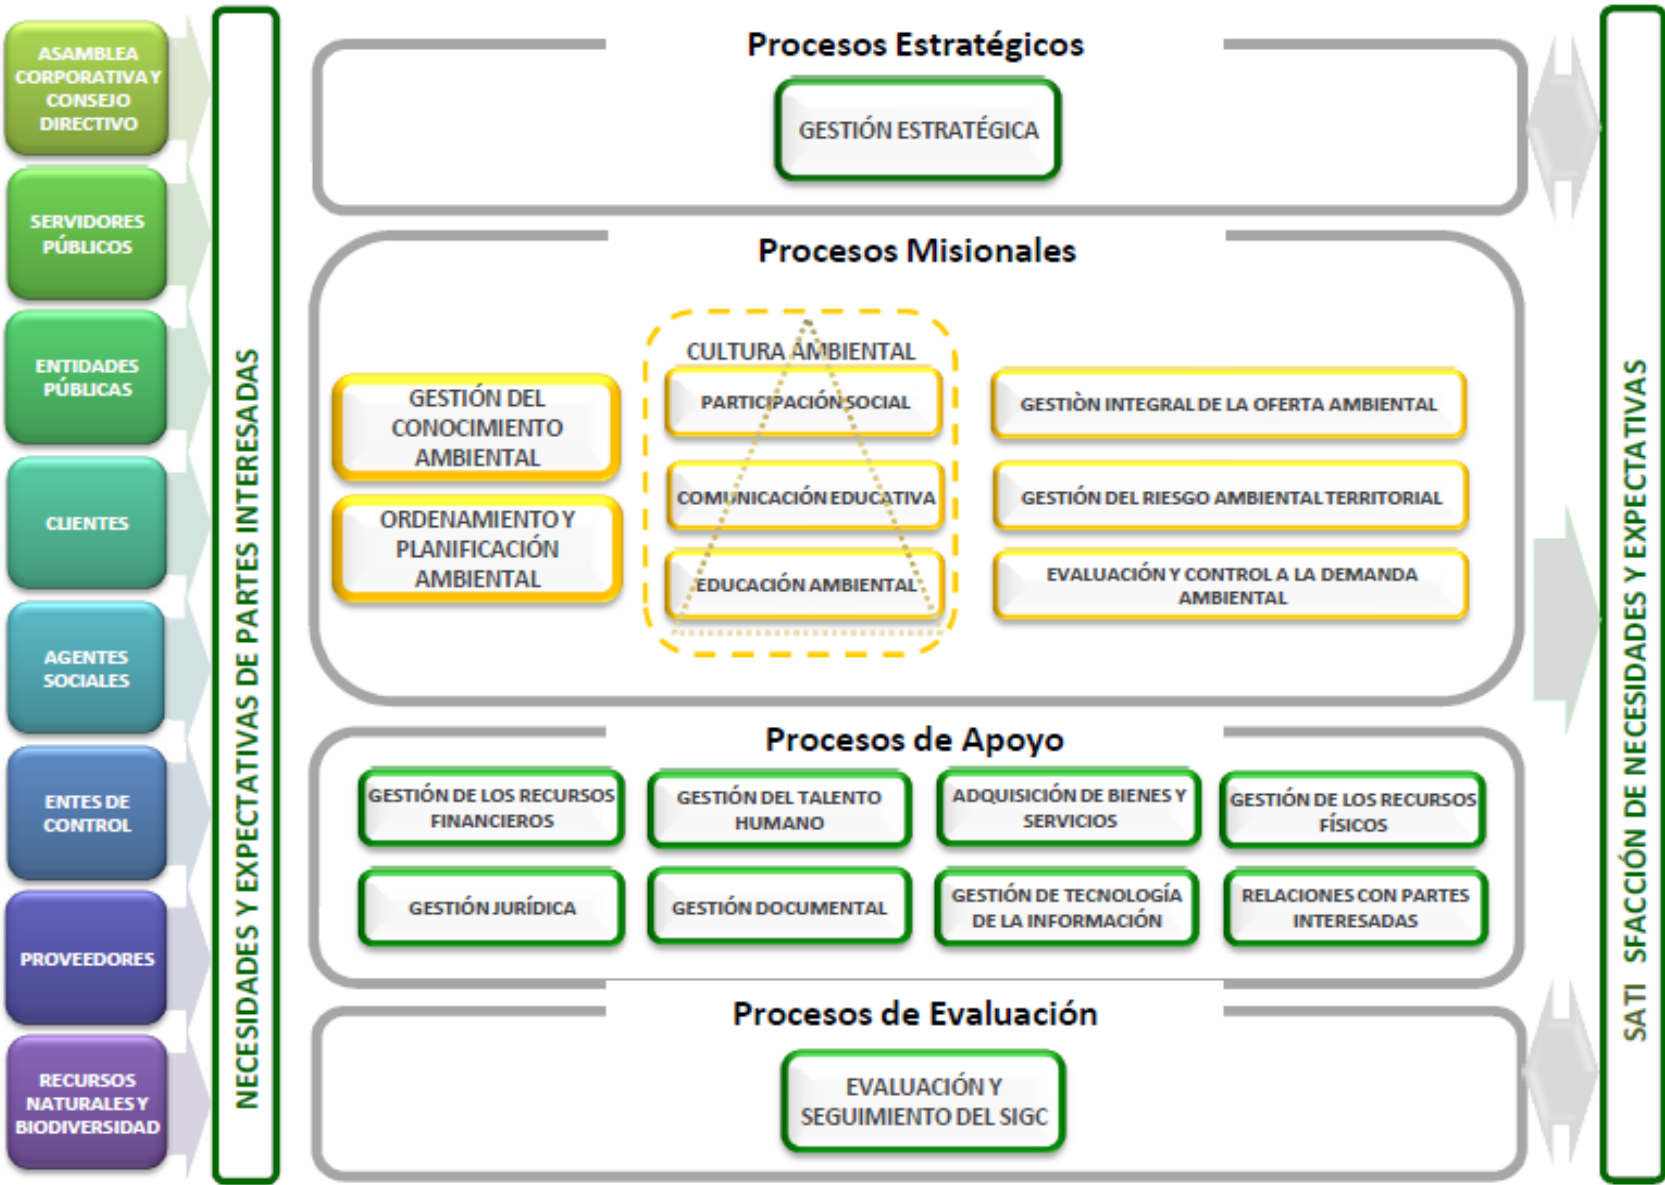 ASAMBLEA
CORPORATIVA Y
CONSEJO
DIRECTIVO
SERVIDORES
PÚBLICOS
ENTIDADES
PÚBLICAS
CLIENTES
AGENTES
SOCIALES
ENTES DE
CONTROL
PROVEEDORES
RECURSOS
NATURALES Y
BIODIVERSIDAD
NECESIDADES Y EXPECTATIVAS DE PARTES INTERESADAS
Procesos Estratégicos
GESTIÓN ESTRATÉGICA
Procesos Misionales
GESTIÓN DEL
CONOCIMIENTO
AMBIENTAL
ORDENAMIENTO Y
PLANIFICACIÓN
AMBIENTAL
CULTURA AMBIENTAL
PARTICIPACIÓN SOCIAL
COMUNICACIÓN EDUCATIVA
EDUCACIÓN AMBIENTAL
GESTIÒN INTEGRAL DE LA OFERTA AMBIENTAL
GESTIÓN DEL RIESGO AMBIENTAL TERRITORIAL
EVALUACIÓN Y CONTROL A LA DEMANDA
AMBIENTAL
Procesos de Apoyo
GESTIÓN DE LOS RECURSOS
FINANCIEROS
GESTIÓN DEL TALENTO
HUMANO
ADQUISICIÓN DE BIENES Y
SERVICIOS
GESTIÓN DE LOS RECURSOS
FÍSICOS
GESTIÓN JURÍDICA
GESTIÓN DOCUMENTAL
GESTIÓN DE TECNOLOGÍA
DE LA INFORMACIÓN
RELACIONES CON PARTES
INTERESADAS
Procesos de Evaluación
EVALUACIÓN Y
SEGUIMIENTO DEL SIGC
SATI SFACCIÓN DE NECESIDADES Y EXPECTATIVAS